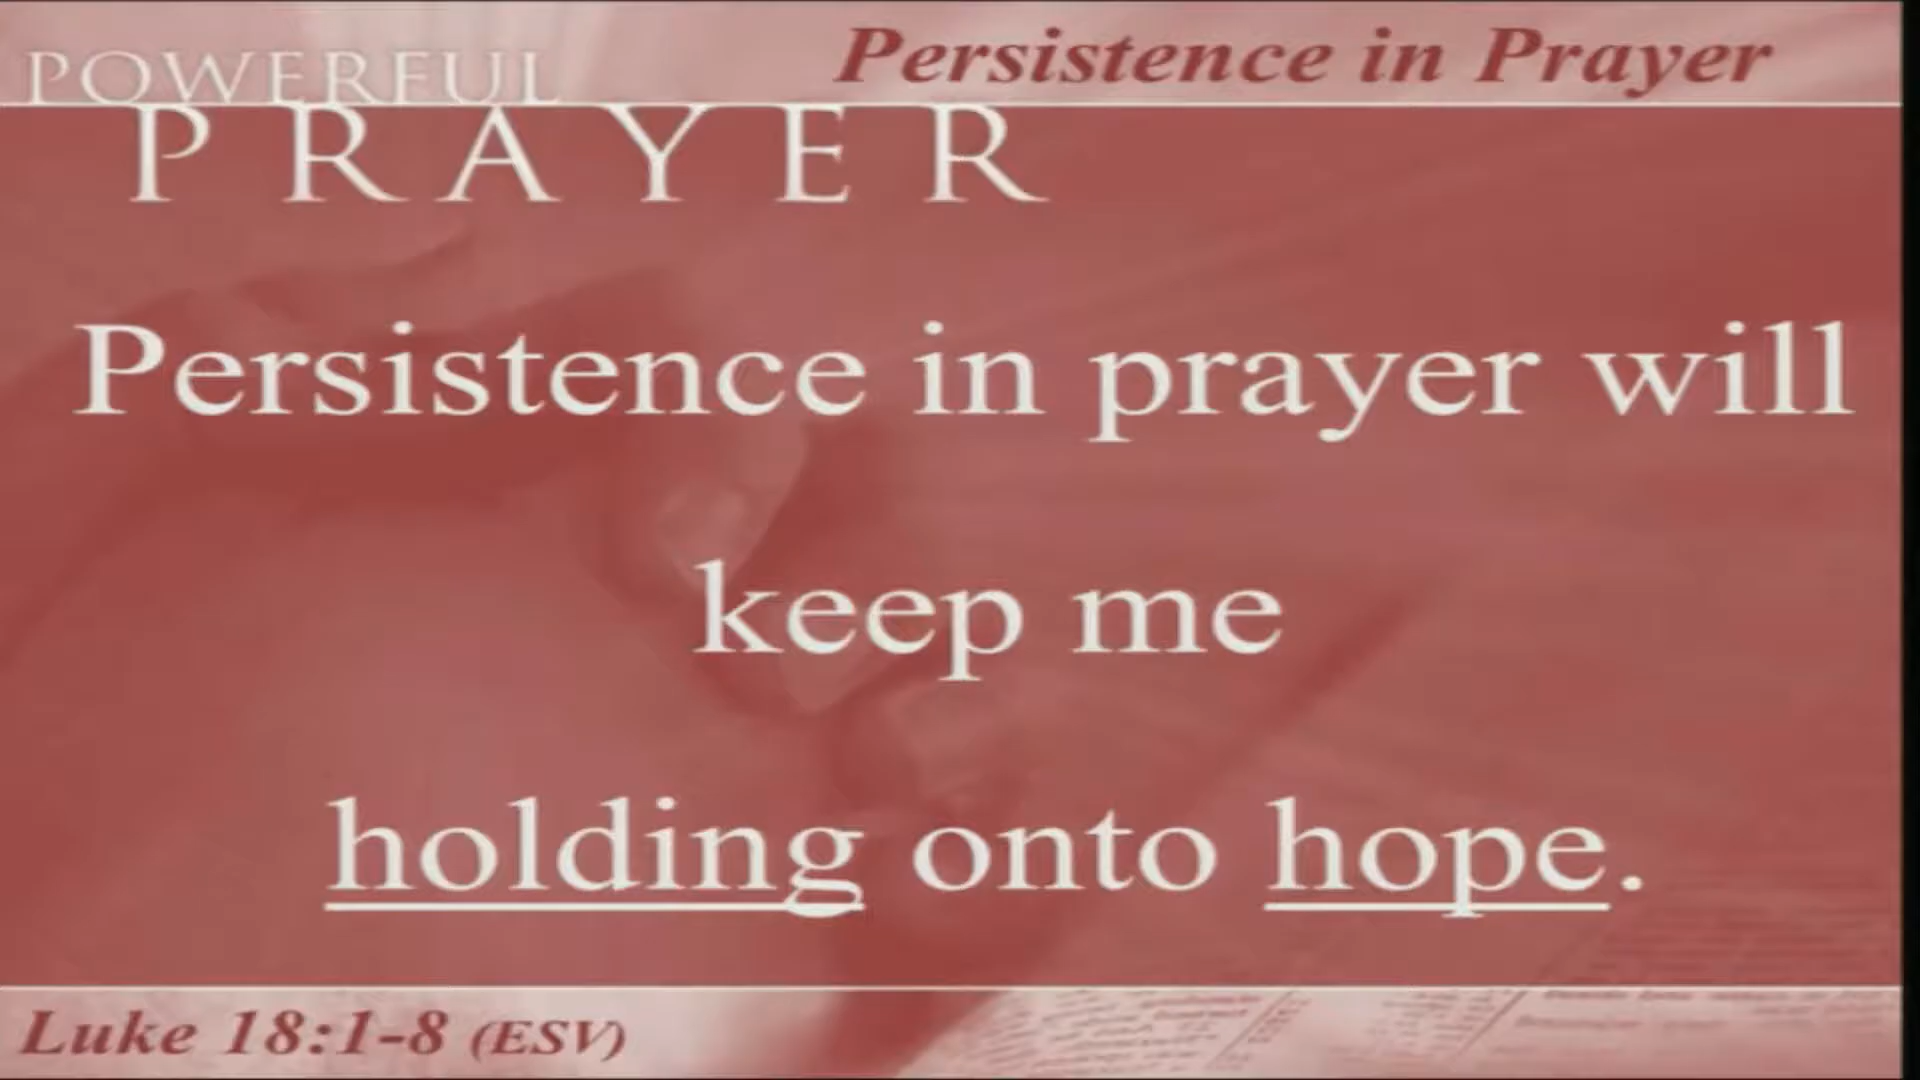 POWERFUL
PRAYER
Persistence in Prayer
Persistence in prayer will
keep me
holding onto hope.
Luke 18:1-8 (ESV)